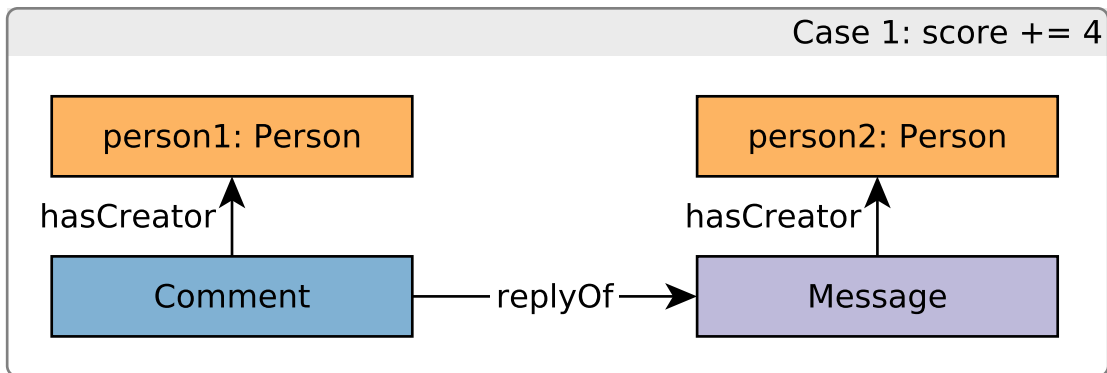 Case 1: score += 4
person1: Person
person2: Person
hasCreator
hasCreator
Comment
replyOf
Message